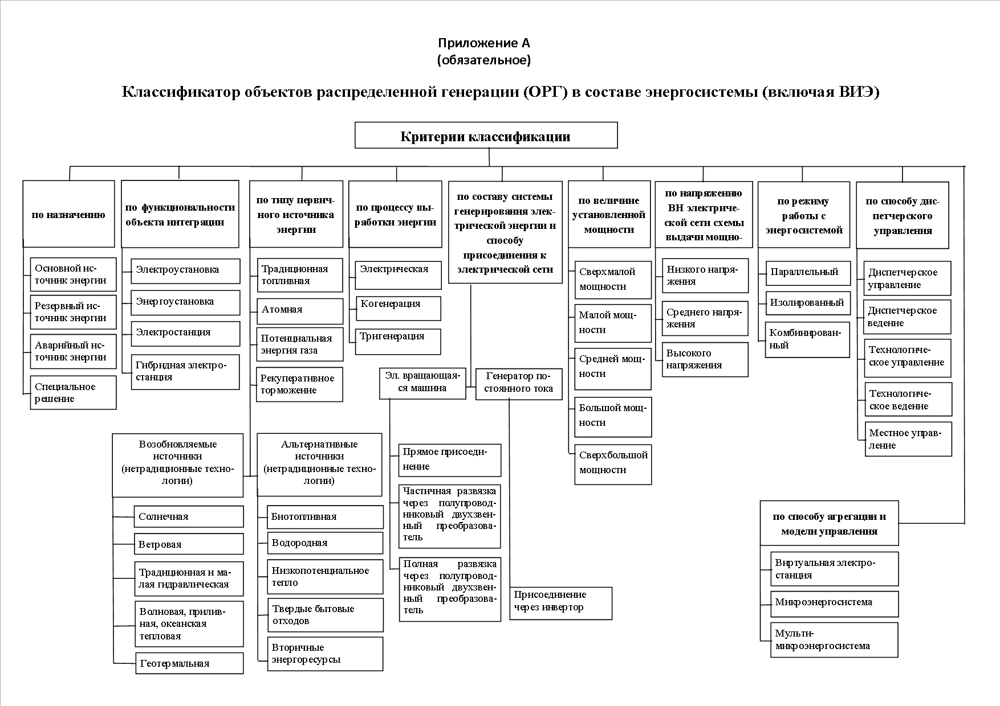 Приложение А
(обязательное)
Классификатор объектов распределенной генерации (ОРГ) в составе энергосистемы (включая ВИЭ)
Критерии классификации
по назначению
Основной ис-
точник энергии
Резервный ис-
точник энергии
Аварийный ис-
точник энергии
Специальное
решение
по функциональности
объекта интеграции
Электроустановка
Энергоустановка
Электростанция
Гибридная электро-
станция
по типу первич-
ного источника
энергии
Традиционная
топливная
Атомная
Потенциальная
энергия газа
Рекуперативное
торможение
Возобновляемые
источники
(нетрадиционные техно-
логии)
Солнечная
Ветровая
Традиционная и ма-
лая гидравлическая
Волновая, прилив-
ная, океанская
тепловая
Геотермальная
Альтернативные
источники
(нетрадиционные техно-
логии)
Биотопливная
Водородная
Низкопотенциальное
тепло
Твердые бытовые
отходов
Вторичные
энергоресурсы
по процессу вы-
работки энергии
Электрическая
Когенерация
Тригенерация
по составу системы
генерирования элек-
трической энергии и
способу
присоединения к
электрической сети
Эл. вращающая-
ся машина
Прямое присоеди-
нение
Частичная развязка
через полупровод-
никовый двухзвен-
ный преобразова-
тель
Полная развязка
через полупровод-
никовый двухзвен-
ный преобразова-
тель
Генератор по-
стоянного тока
Присоединение
через инвертор
по величине
установленной
мощности
Сверхмалой
мощности
Малой мощ-
ности
Средней мощ-
ности
Большой мощ-
ности
Сверхбольшой
мощности
по напряжению
ВН электриче-
ской сети схемы
выдачи мощно-
Низкого напря-
жения
Среднего напря-
жения
Высокого
напряжения
по режиму
работы с
энергосистемой
Параллельный
Изолированный
Комбинирован-
ный
по способу дис-
петчерского
управления
Диспетчерское
управление
Диспетчерское
ведение
Технологиче-
ское управление
Технологиче-
ское ведение
Местное управ-
ление
по способу агрегации и
модели управления
Виртуальная электро-
станция
Микроэнергосистема
Мульти-
микроэнергосистема